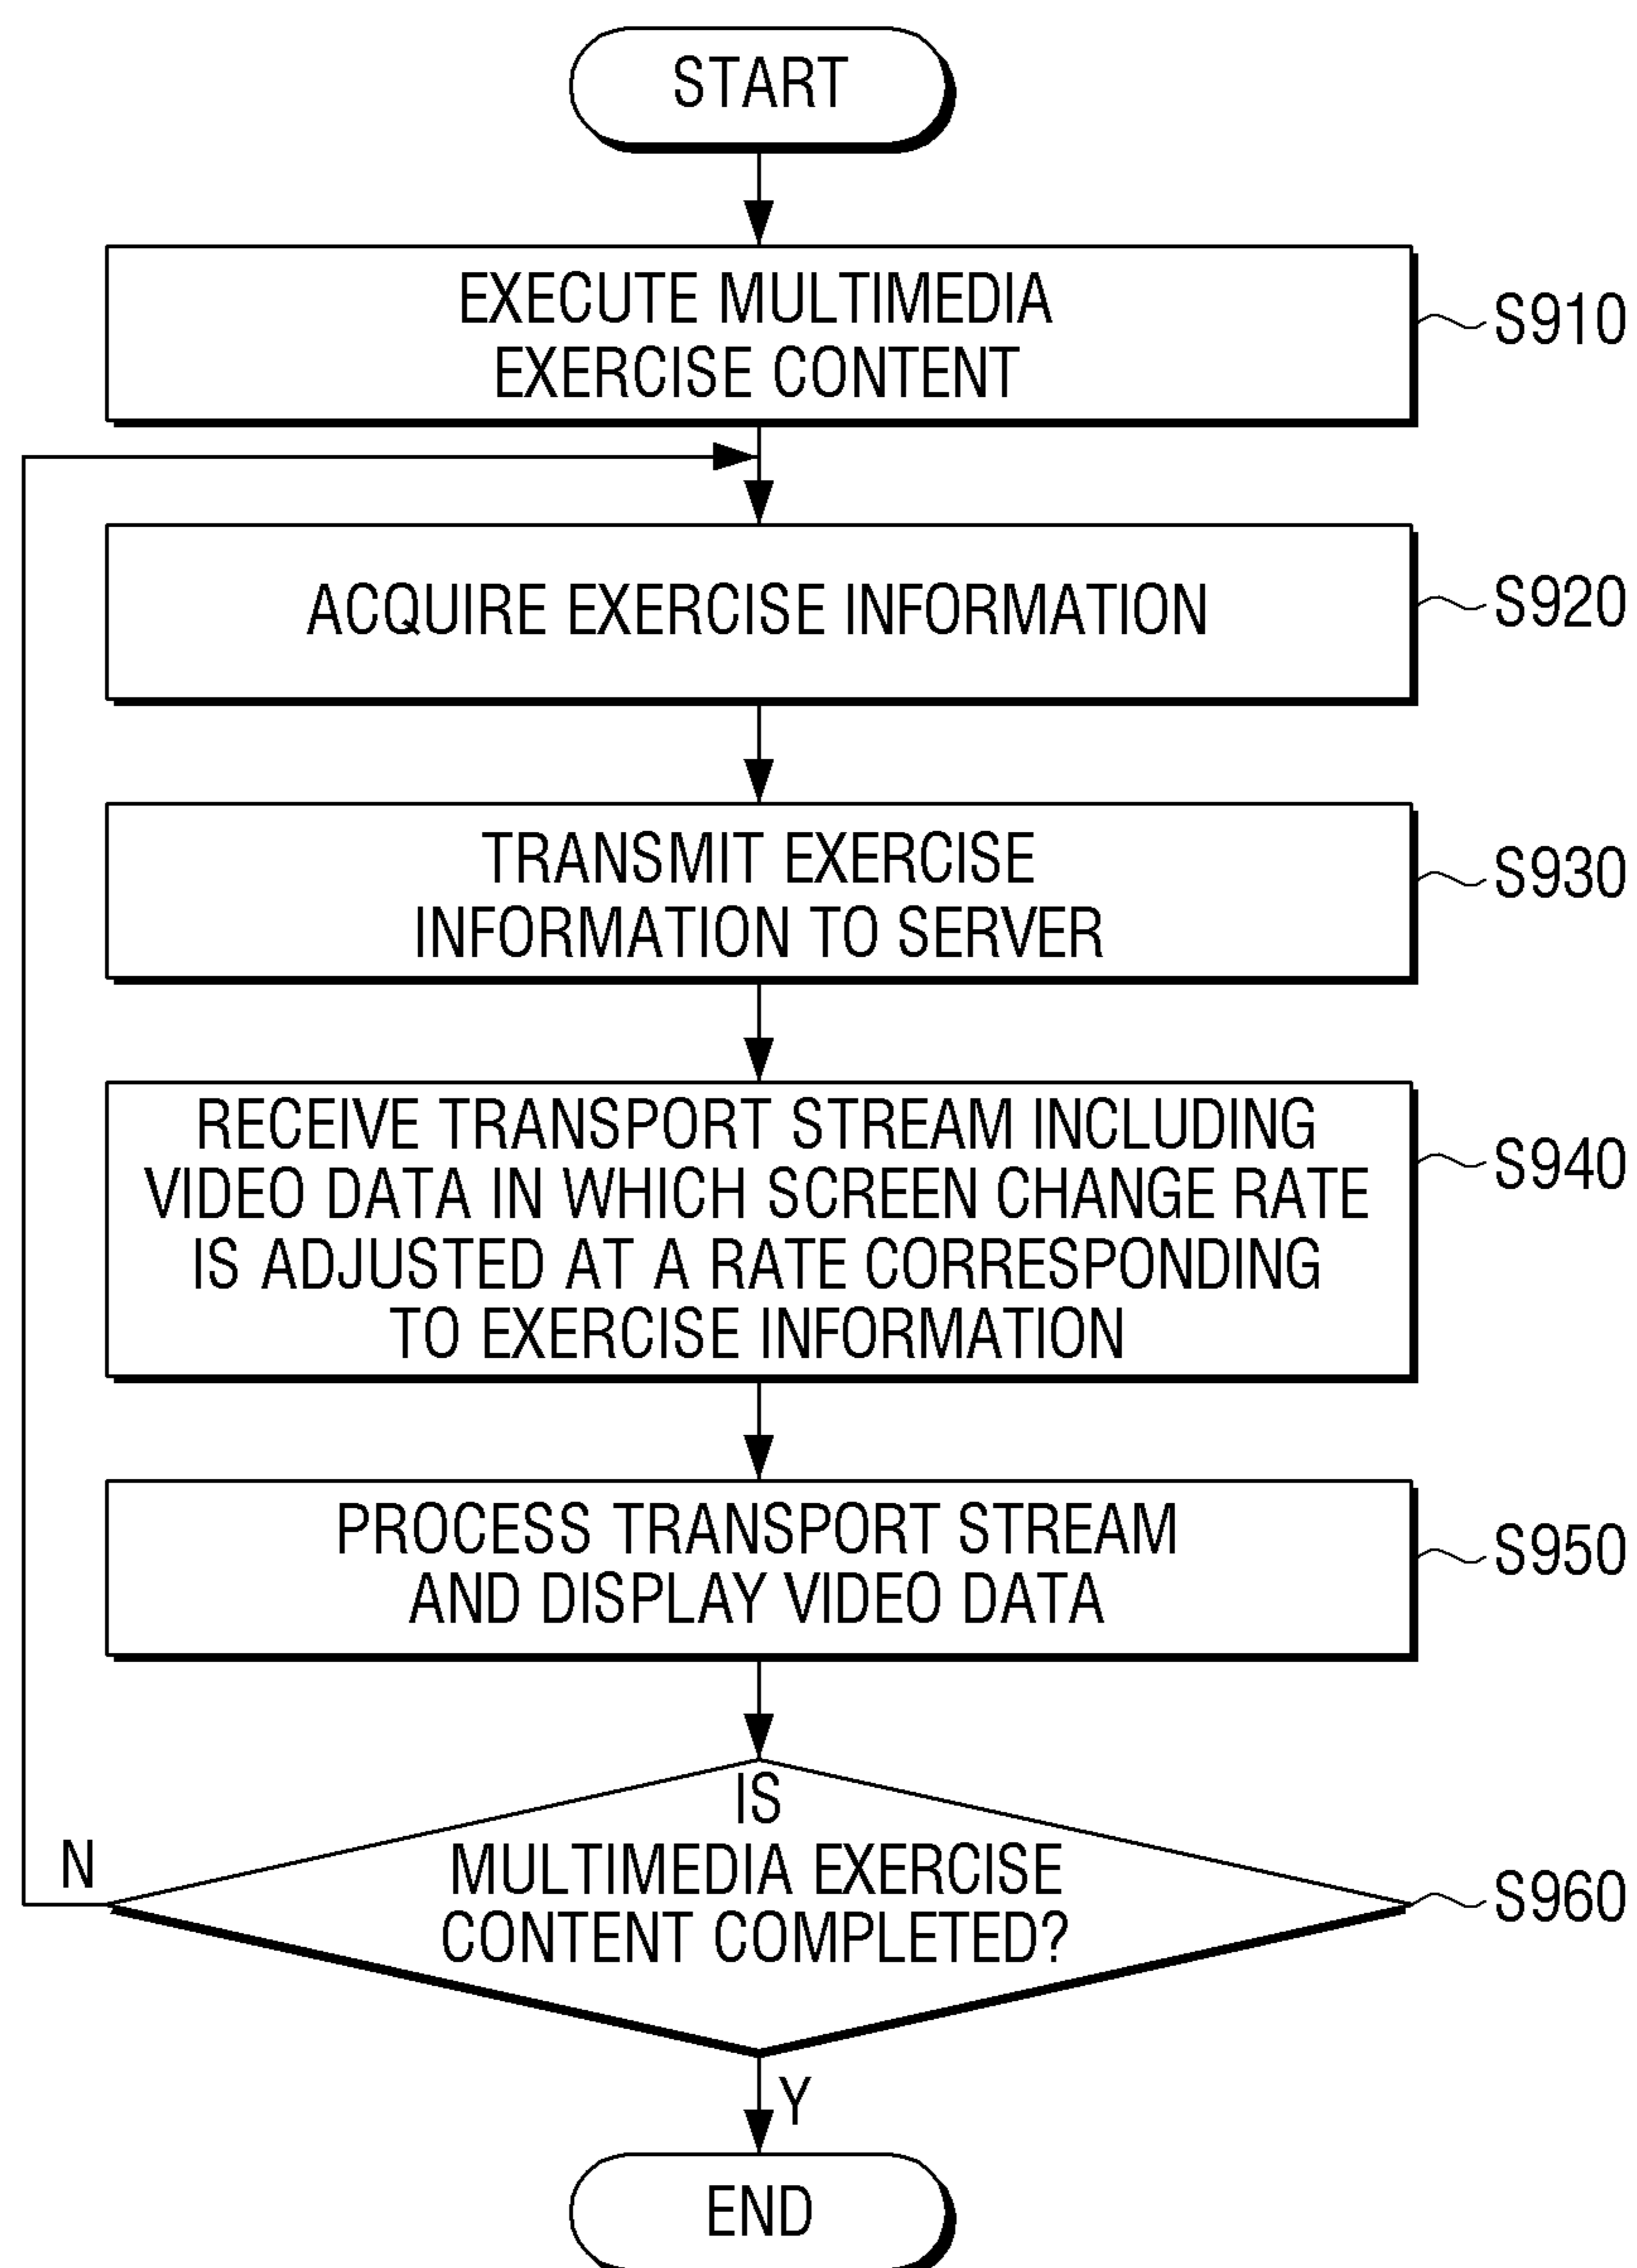 START
EXECUTE MULTIMEDIA
EXERCISE CONTENT
S910
ACQUIRE EXERCISE INFORMATION
S920
TRANSMIT EXERCISE
INFORMATION TO SERVER
S930
RECEIVE TRANSPORT STREAM INCLUDING
VIDEO DATA IN WHICH SCREEN CHANGE RATE
IS ADJUSTED AT A RATE CORRESPONDING
TO EXERCISE INFORMATION
S940
PROCESS TRANSPORT STREAM
AND DISPLAY VIDEO DATA
S950
IS
MULTIMEDIA EXERCISE
CONTENT COMPLETED?
S960
N
Y
END